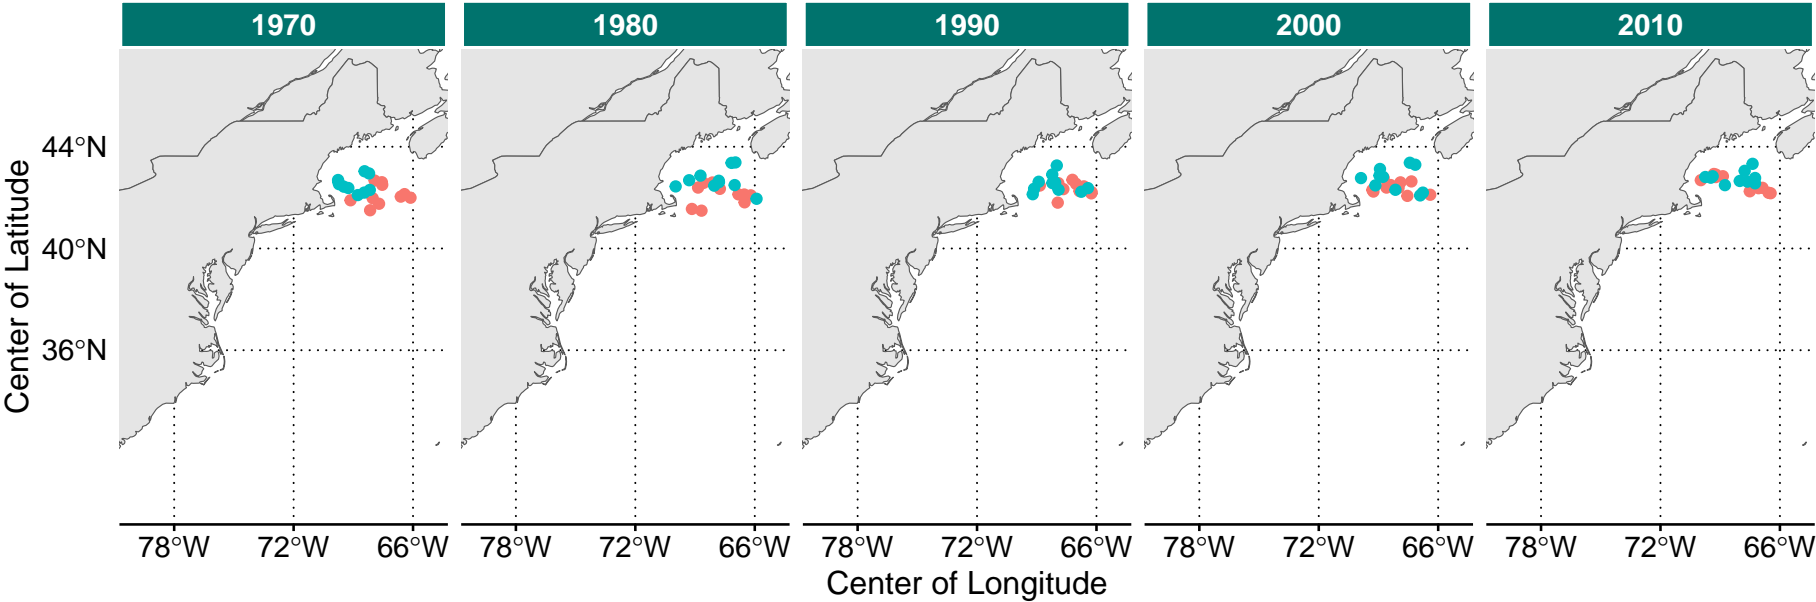 1970 1980 1990 2000 2010
44°N
40°N
36°N
Center of Latitude
78°W 72°W 66°W 78°W 72°W 66°W 78°W 72°W 66°W 78°W 72°W 66°W 78°W 72°W 66°W
Center of Longitude